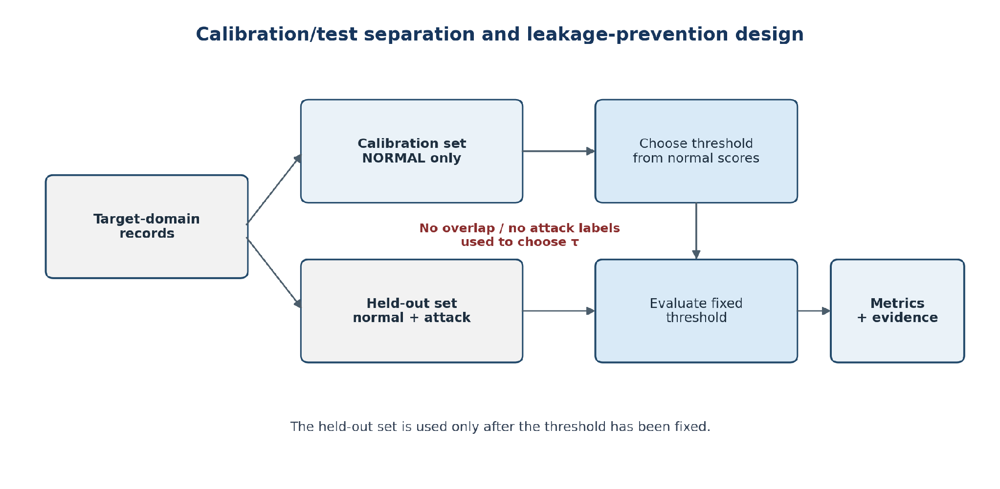 Calibration/test separation and leakage-prevention design
Calibration set
NORMAL only
Choose threshold
from normal scores
Target-domain
records
No overlap / no attack labels
used to choose τ
Held-out set
normal + attack
Evaluate fixed
threshold
Metrics
+ evidence
The held-out set is used only after the threshold has been fixed.